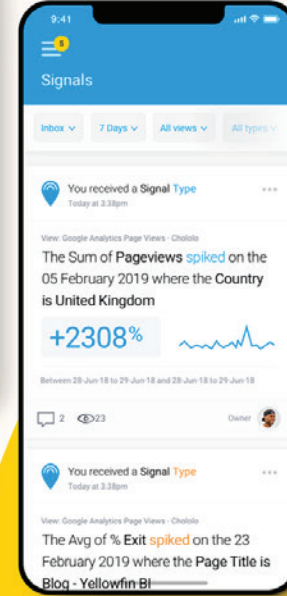 9:41
5
Signals
Inbox
7 Days
All views
All types
You received a Signal Type
Today at 3.38pm
View: Google Analytics Page Views - Chololo
The Sum of Pageviews spiked on the
05 February 2019 where the Country
is United Kingdom
+2308%
Between 28-Jun-18 to 29-Jun-18 and 28-Jun-18 to 29-Jun-18
2
23
Owner
You received a Signal Type
Today at 3.38pm
View: Google Analytics Page Views - Chololo
The Avg of % Exit spiked on the 23
February 2019 where the Page Title is
Blog - Yellowfin BI